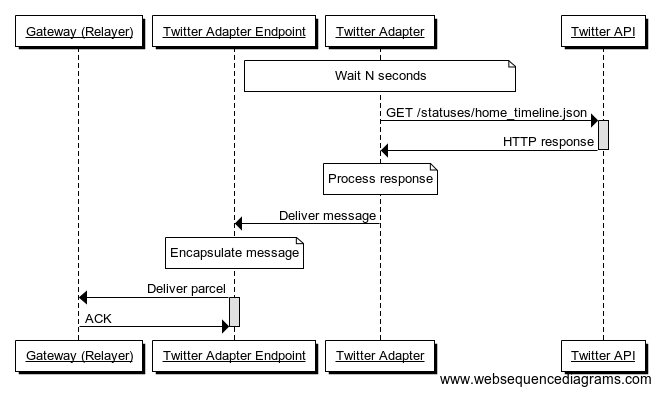 Gateway (Relayer)
Twitter Adapter Endpoint
Twitter Adapter
Twitter API
Wait N seconds
GET /statuses/home_timeline.json
HTTP response
Process response
Deliver message
Encapsulate message
Deliver parcel
ACK
Gateway (Relayer)
Twitter Adapter Endpoint
Twitter Adapter
Twitter API
www.websequencediagrams.com